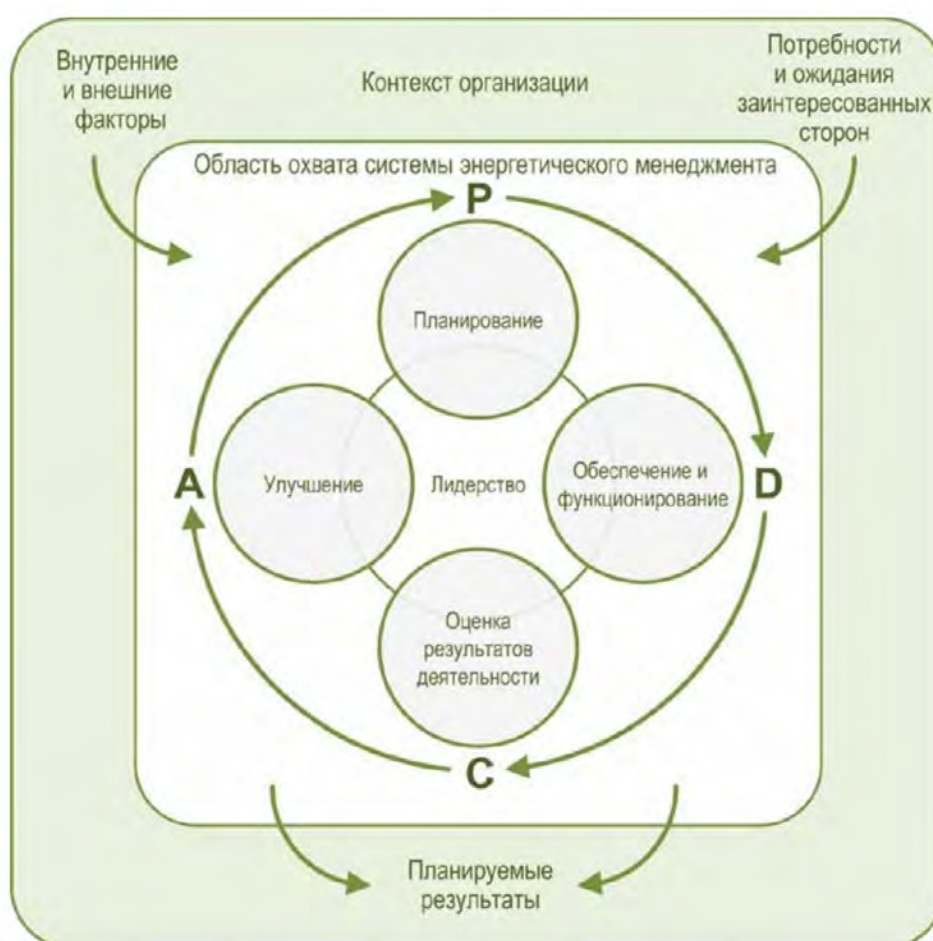 Внутренние
и внешние
факторы
Контекст организации
Потребности
и ожидания
заинтересованных
сторон
Область охвата системы энергетического менеджмента
P
Планирование
A
Улучшение
Лидерство
Обеспечение и
функционирование
D
Оценка
результатов
деятельности
C
Планируемые
результаты